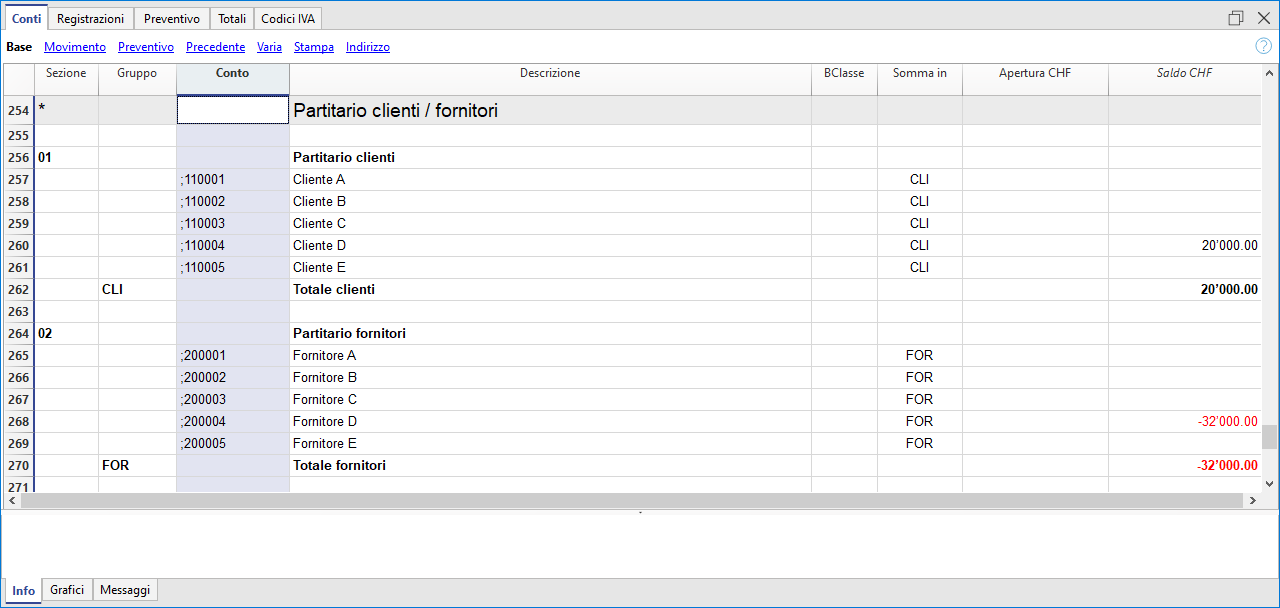 Conti Registrazioni Preventivo Totali Codici IVA
Base Movimento Preventivo Precedente Varia Stampa Indirizzo
Sezione Gruppo Conto Descrizione BClasse Somma in Apertura CHF Saldo CHF
254 * Partitario clienti / fornitori
255
256 01 Partitario clienti
257 ;110001 Cliente A CLI
258 ;110002 Cliente B CLI
259 ;110003 Cliente C CLI
260 ;110004 Cliente D CLI 20’000.00
261 ;110005 Cliente E CLI
262 CLI Totale clienti 20’000.00
263
264 02 Partitario fornitori
265 ;200001 Fornitore A FOR
266 ;200002 Fornitore B FOR
267 ;200003 Fornitore C FOR
268 ;200004 Fornitore D FOR -32’000.00
269 ;200005 Fornitore E FOR
270 FOR Totale fornitori -32’000.00
271
Info Grafici Messaggi